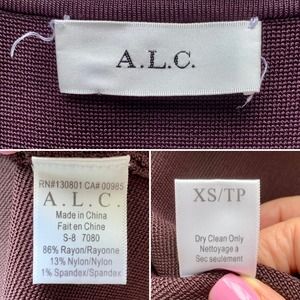 A.L.C.
RN#130801 CA# 00985
A.L.C.
Made in China
Fait en Chine
S-8 7080
86% Rayon/Rayonne
13% Nylon/Nylon
1% Spandex/Spandex
XS/TP
Dry Clean Only
Nettoyage a
Sec seulement